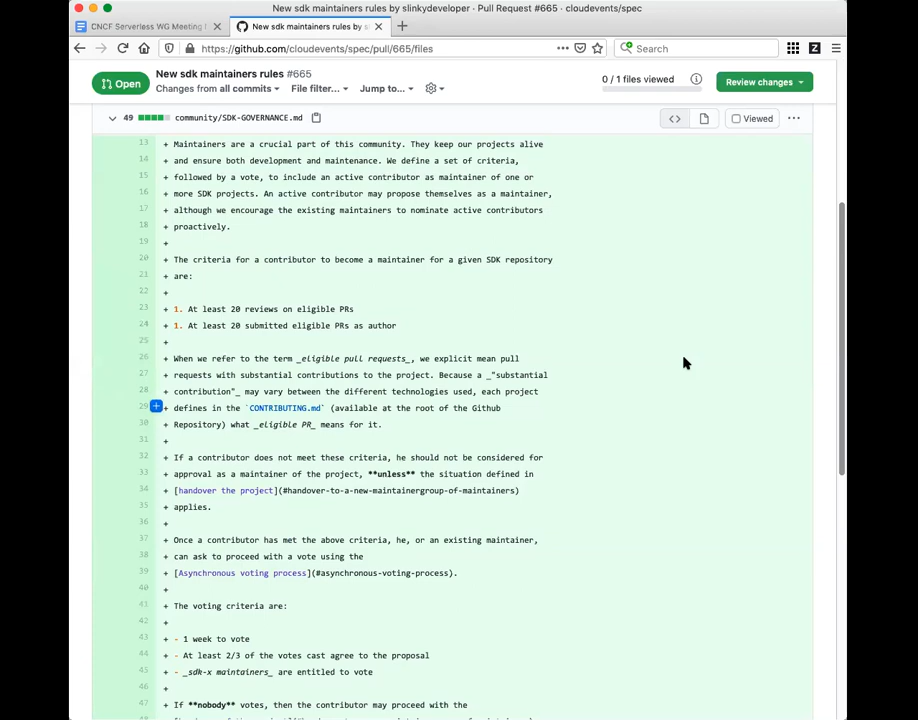 New sdk maintainers rules by slinkydeveloper · Pull Request #665 · cloudevents/spec
CNCF Serverless WG Meeting
New sdk maintainers rules by sl
https://github.com/cloudevents/spec/pull/665/files
Search
Open
New sdk maintainers rules #665
Changes from all commits
File filter...
Jump to...
0 / 1 files viewed
Review changes
49 community/SDK-GOVERNANCE.md
Viewed
13 + Maintainers are a crucial part of this community. They keep our projects alive
14 + and ensure both development and maintenance. We define a set of criteria,
15 + followed by a vote, to include an active contributor as maintainer of one or
16 + more SDK projects. An active contributor may propose themselves as a maintainer,
17 + although we encourage the existing maintainers to nominate active contributors
18 + proactively.
19 +
20 + The criteria for a contributor to become a maintainer for a given SDK repository
21 + are:
22 +
23 + 1. At least 20 reviews on eligible PRs
24 + 1. At least 20 submitted eligible PRs as author
25 +
26 + When we refer to the term _eligible pull requests_, we explicit mean pull
27 + requests with substantial contributions to the project. Because a _"substantial
28 + contribution"_ may vary between the different technologies used, each project
29 + defines in the `CONTRIBUTING.md` (available at the root of the Github
30 + Repository) what _eligible PR_ means for it.
31 +
32 + If a contributor does not meet these criteria, he should not be considered for
33 + approval as a maintainer of the project, **unless** the situation defined in
34 + [handover the project](#handover-to-a-new-maintainergroup-of-maintainers)
35 + applies.
36 +
37 + Once a contributor has met the above criteria, he, or an existing maintainer,
38 + can ask to proceed with a vote using the
39 + [Asynchronous voting process](#asynchronous-voting-process).
40 +
41 + The voting criteria are:
42 +
43 + - 1 week to vote
44 + - At least 2/3 of the votes cast agree to the proposal
45 + - _sdk-x maintainers_ are entitled to vote
46 +
47 + If **nobody** votes, then the contributor may proceed with the